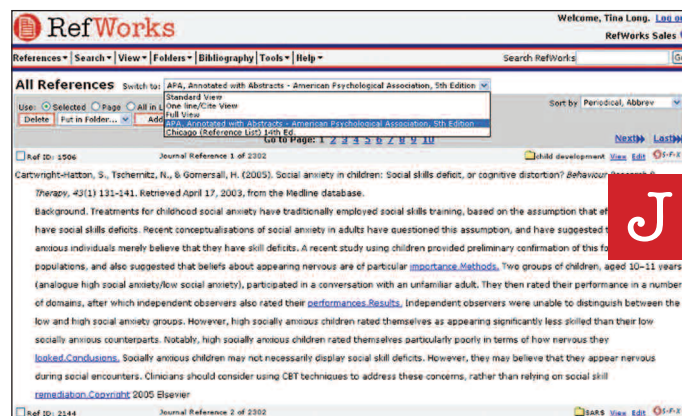 RefWorks
Welcome, Tina Long. Log ou
RefWorks Sales
References Search View Folders Bibliography Tools Help Search RefWorks Go
All References Switch to: APA, Annotated with Abstracts - American Psychological Association, 5th Edition
Standard View
One line/Cite View
Full View
APA, Annotated with Abstracts - American Psychological Association, 5th Edition
Chicago (Reference List) 14th Ed.
Use: Selected Page All in L
Sort by Periodical, Abbrev
Delete Put in Folder... Add
Go to Page: 1 2 3 4 5 6 7 8 9 10 Next Last
Ref ID: 1506 Journal Reference 1 of 2302 child development View Edit S-F-X
Cartwright-Hatton, S., Tschernitz, N., & Gomersall, H. (2005). Social anxiety in children: Social skills deficit, or cognitive distortion? Behaviour Research &
Therapy, 43(1) 131-141. Retrieved April 17, 2003, from the Medline database.
Background. Treatments for childhood social anxiety have traditionally employed social skills training, based on the assumption that ef
have social skills deficits. Recent conceptualisations of social anxiety in adults have questioned this assumption, and have suggested t
anxious individuals merely believe that they have skill deficits. A recent study using children provided preliminary confirmation of this fo
J
populations, and also suggested that beliefs about appearing nervous are of particular importance.Methods. Two groups of children, aged 10–11 years
(analogue high social anxiety/low social anxiety), participated in a conversation with an unfamiliar adult. They then rated their performance in a number
of domains, after which independent observers also rated their performances.Results. Independent observers were unable to distinguish between the
low and high social anxiety groups. However, high socially anxious children rated themselves as appearing significantly less skilled than their low
socially anxious counterparts. Notably, high socially anxious children rated themselves particularly poorly in terms of how nervous they
looked.Conclusions. Socially anxious children may not necessarily display social skill deficits. However, they may believe that they appear nervous
during social encounters. Clinicians should consider using CBT techniques to address these concerns, rather than relying on social skill
remediation.Copyright 2005 Elsevier
Ref ID: 2144 Journal Reference 2 of 2302 SARS View Edit S-F-X